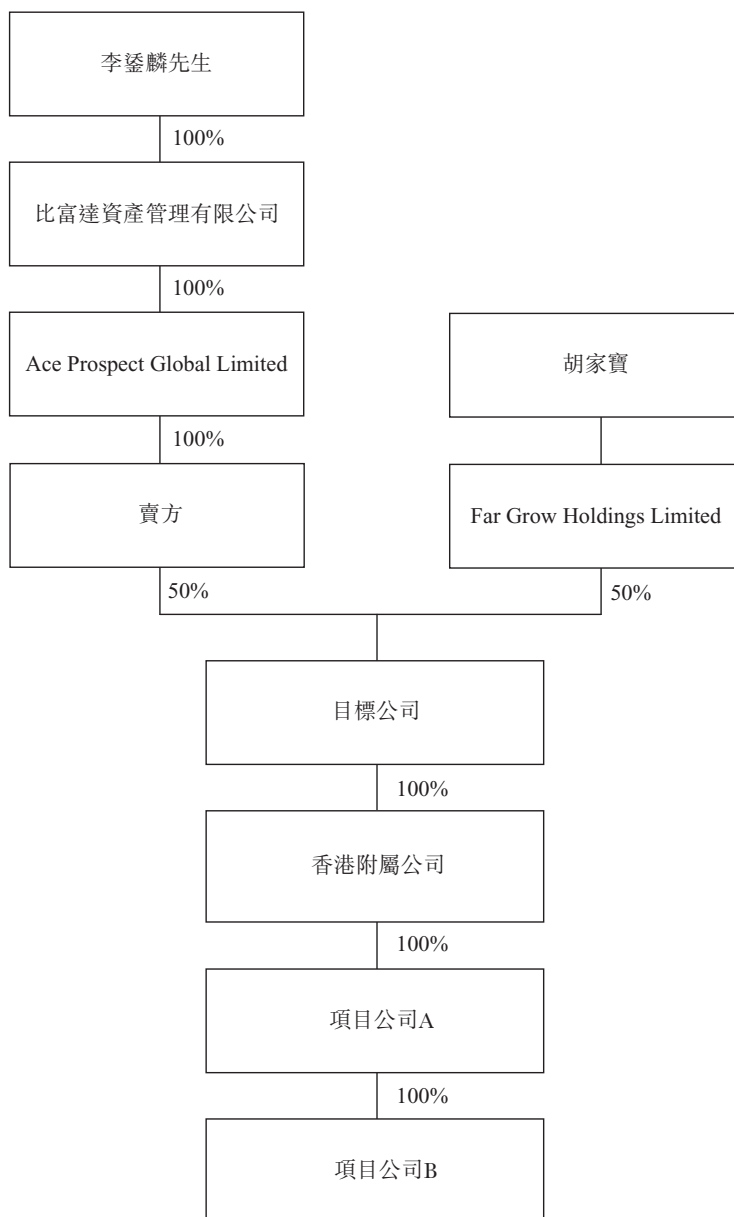 李鋈麟先生
100%
比富達資產管理有限公司
100%
Ace Prospect Global Limited
胡家寶
100%
賣方
Far Grow Holdings Limited
50%
50%
目標公司
100%
香港附屬公司
100%
項目公司A
100%
項目公司B